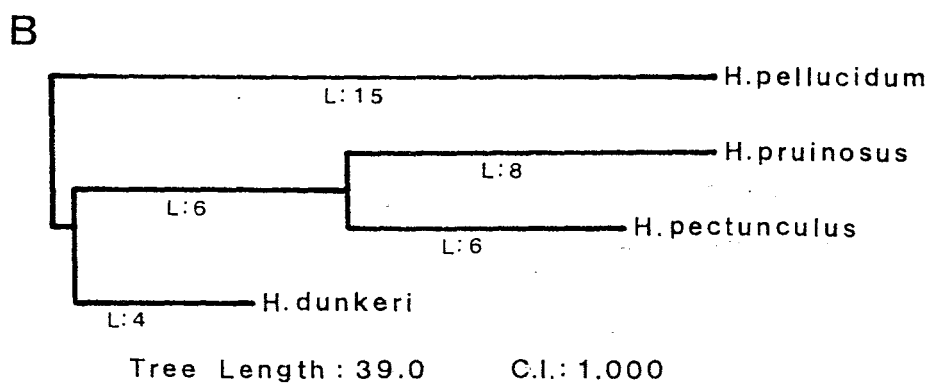 B
H.pellucidum
L:15
H.pruinosus
L:8
L:6
H.pectunculus
L:6
H.dunkeri
L:4
Tree Length : 39.0 C.I.: 1.000